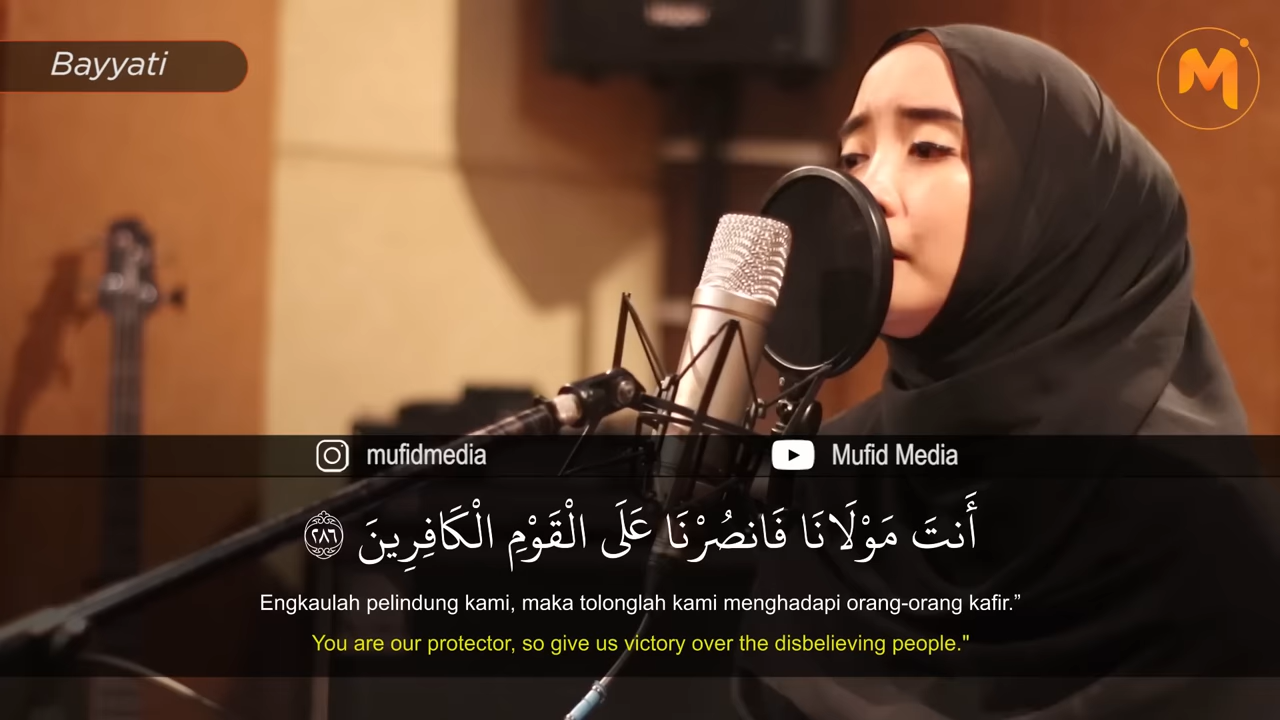 Bayyati
M
mufidmedia
Mufid Media
أَنتَ مَوْلَانَا فَانصُرْنَا عَلَى الْقَوْمِ الْكَافِرِينَ ٢٨٦
Engkaulah pelindung kami, maka tolonglah kami menghadapi orang-orang kafir.”
You are our protector, so give us victory over the disbelieving people."